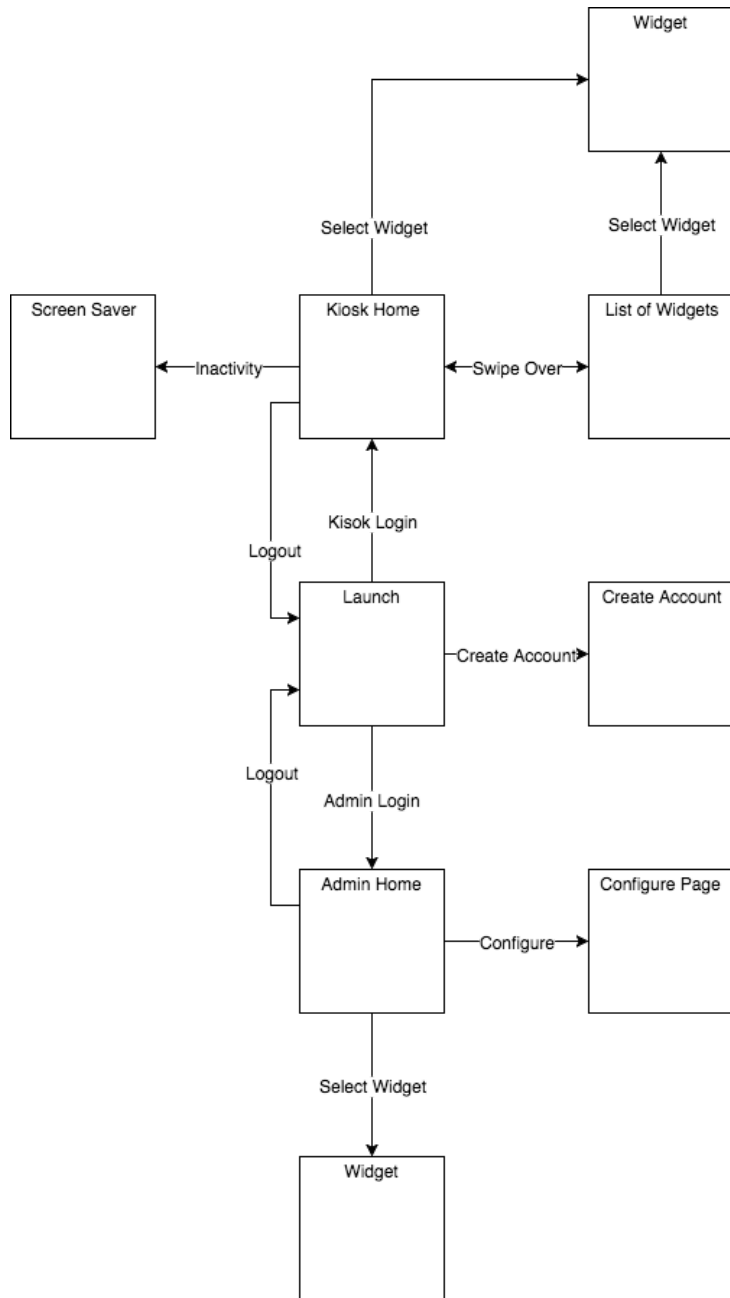 Widget
Select Widget
Select Widget
Screen Saver
Kiosk Home
List of Widgets
Inactivity
Swipe Over
Kisok Login
Logout
Launch
Create Account
Create Account
Logout
Admin Login
Admin Home
Configure Page
Configure
Select Widget
Widget